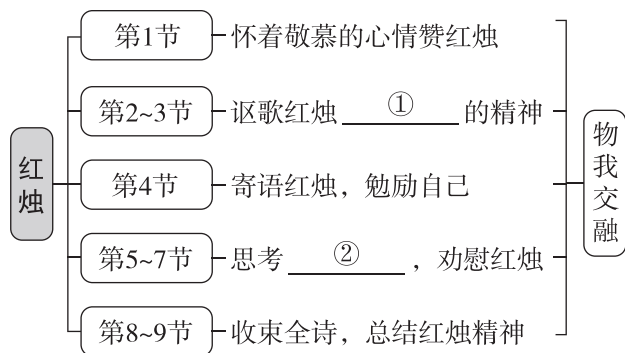 红烛
第1节 怀着敬慕的心情赞红烛
第2~3节 讴歌红烛 ① 的精神
第4节 寄语红烛，勉励自己
第5~7节 思考 ② ，劝慰红烛
第8~9节 收束全诗，总结红烛精神
物我交融